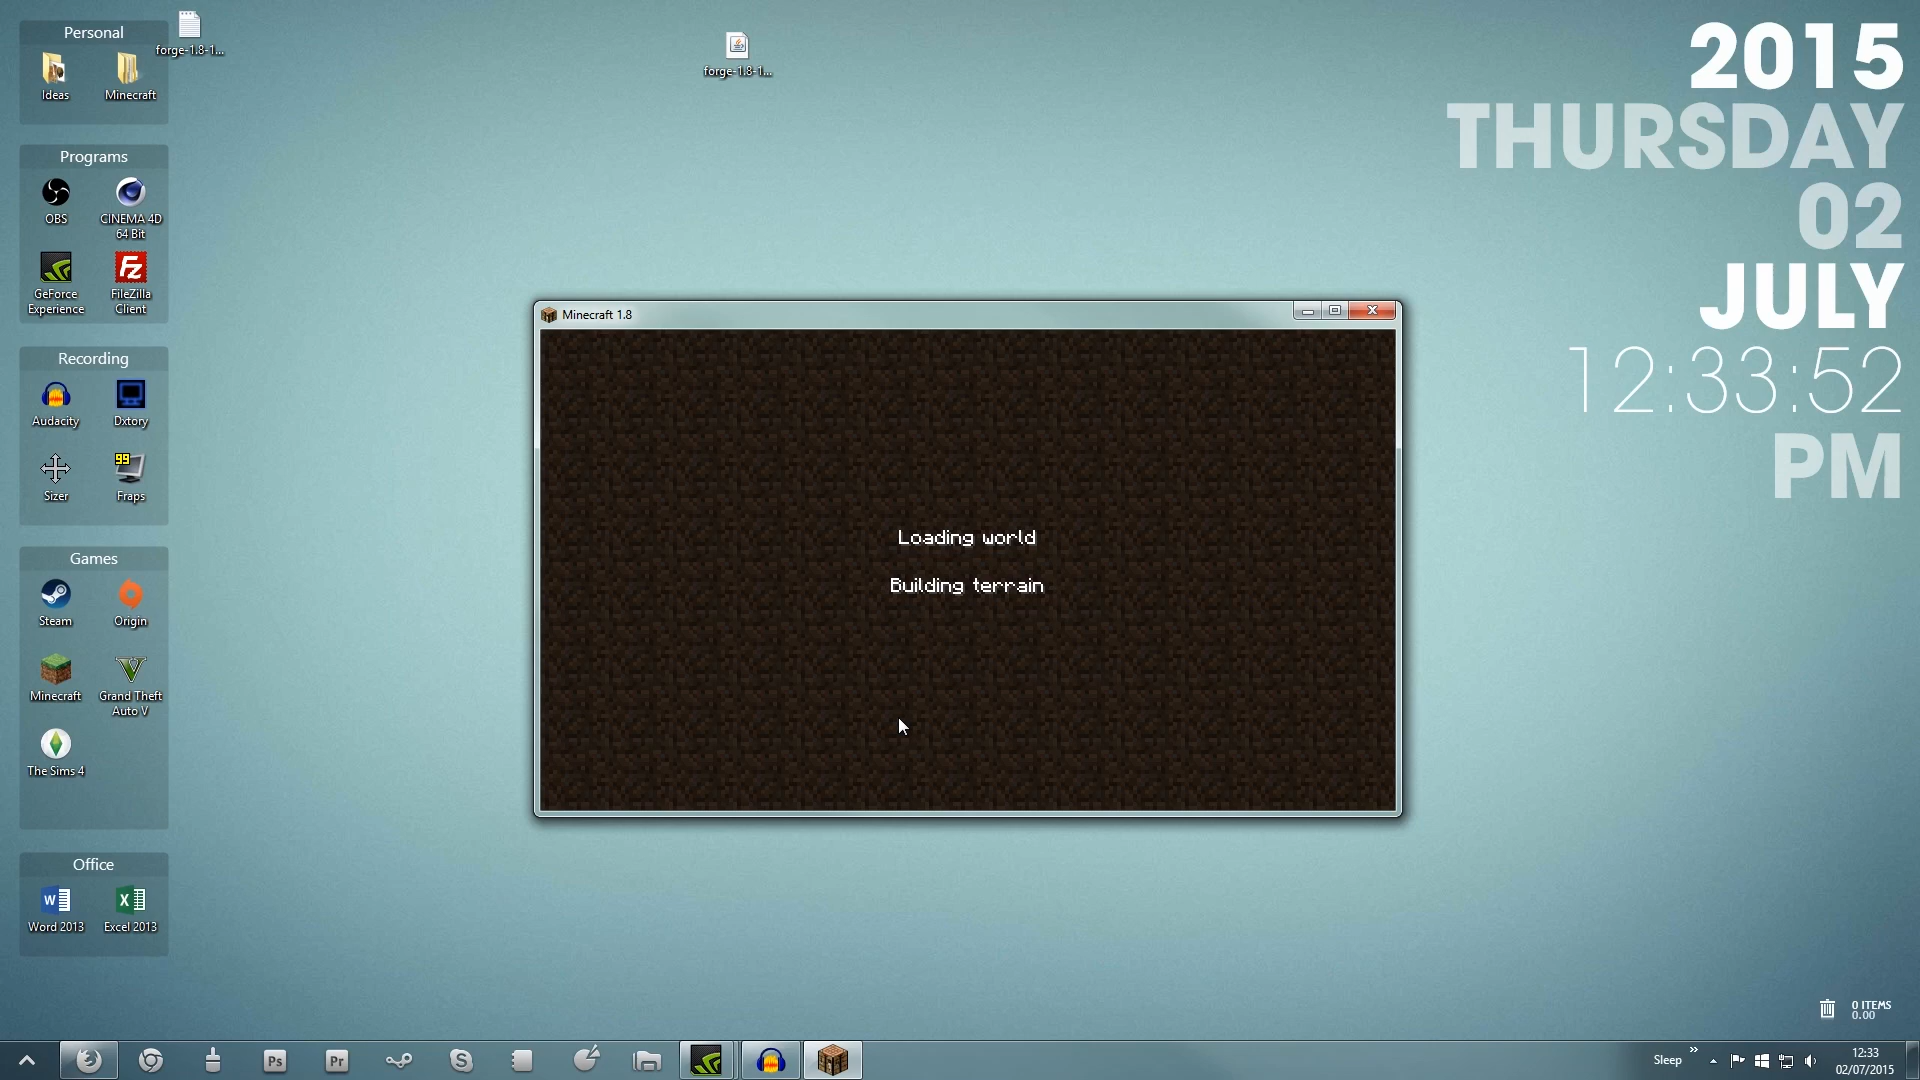 Personal
Ideas
Minecraft
forge-1.8-1...
forge-1.8-1...
Programs
OBS
CINEMA 4D
64 Bit
GeForce
Experience
FileZilla
Client
Recording
Audacity
Dxtory
Sizer
99
Fraps
Games
Steam
Origin
Minecraft
Grand Theft
Auto V
The Sims 4
Office
Word 2013
Excel 2013
Minecraft 1.8
Loading world
Building terrain
2015
THURSDAY
02
JULY
12:33:52
PM
0 ITEMS
0.00
Ps
Pr
Sleep
12:33
02/07/2015